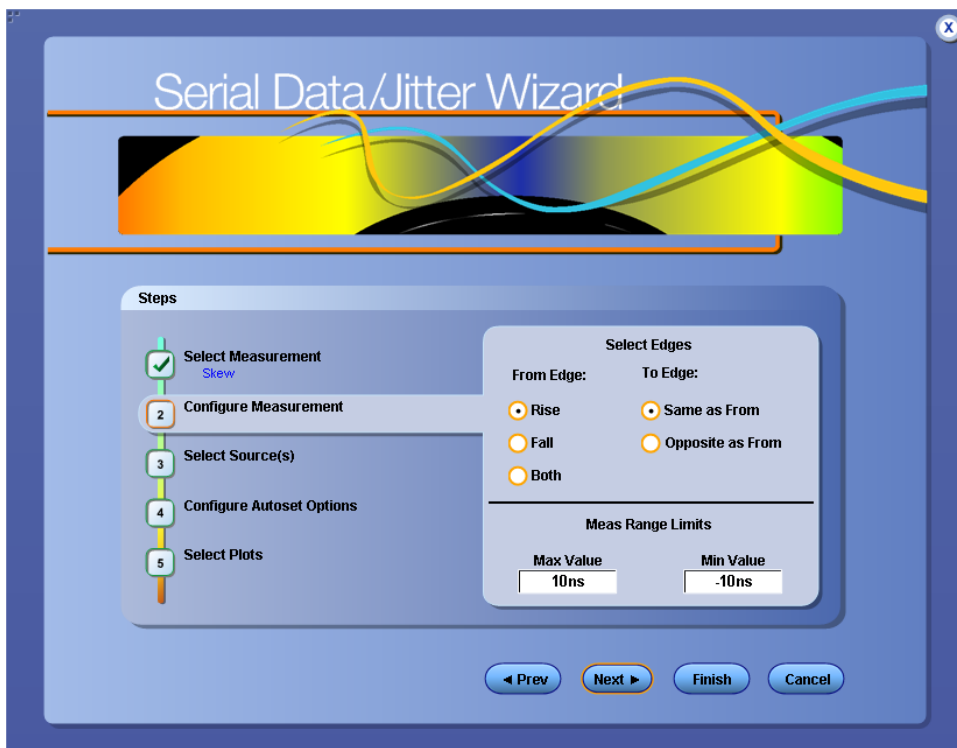 X
Serial Data/Jitter Wizard
Steps
Select Measurement
Skew
2 Configure Measurement
3 Select Source(s)
4 Configure Autoset Options
5 Select Plots
Select Edges
From Edge: To Edge:
Rise Same as From
Fall Opposite as From
Both
Meas Range Limits
Max Value Min Value
10ns -10ns
◄ Prev Next ► Finish Cancel